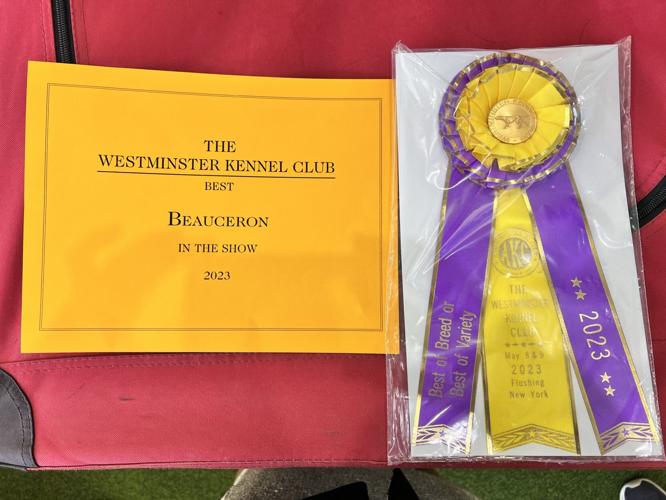 THE
WESTMINSTER KENNEL CLUB
BEST
BEAUCERON
IN THE SHOW
2023
AKC
THE
WESTMINSTER
KENNEL
CLUB
May 8 & 9
2023
Flushing
New York
Best of Breed or
Best of Variety
2023